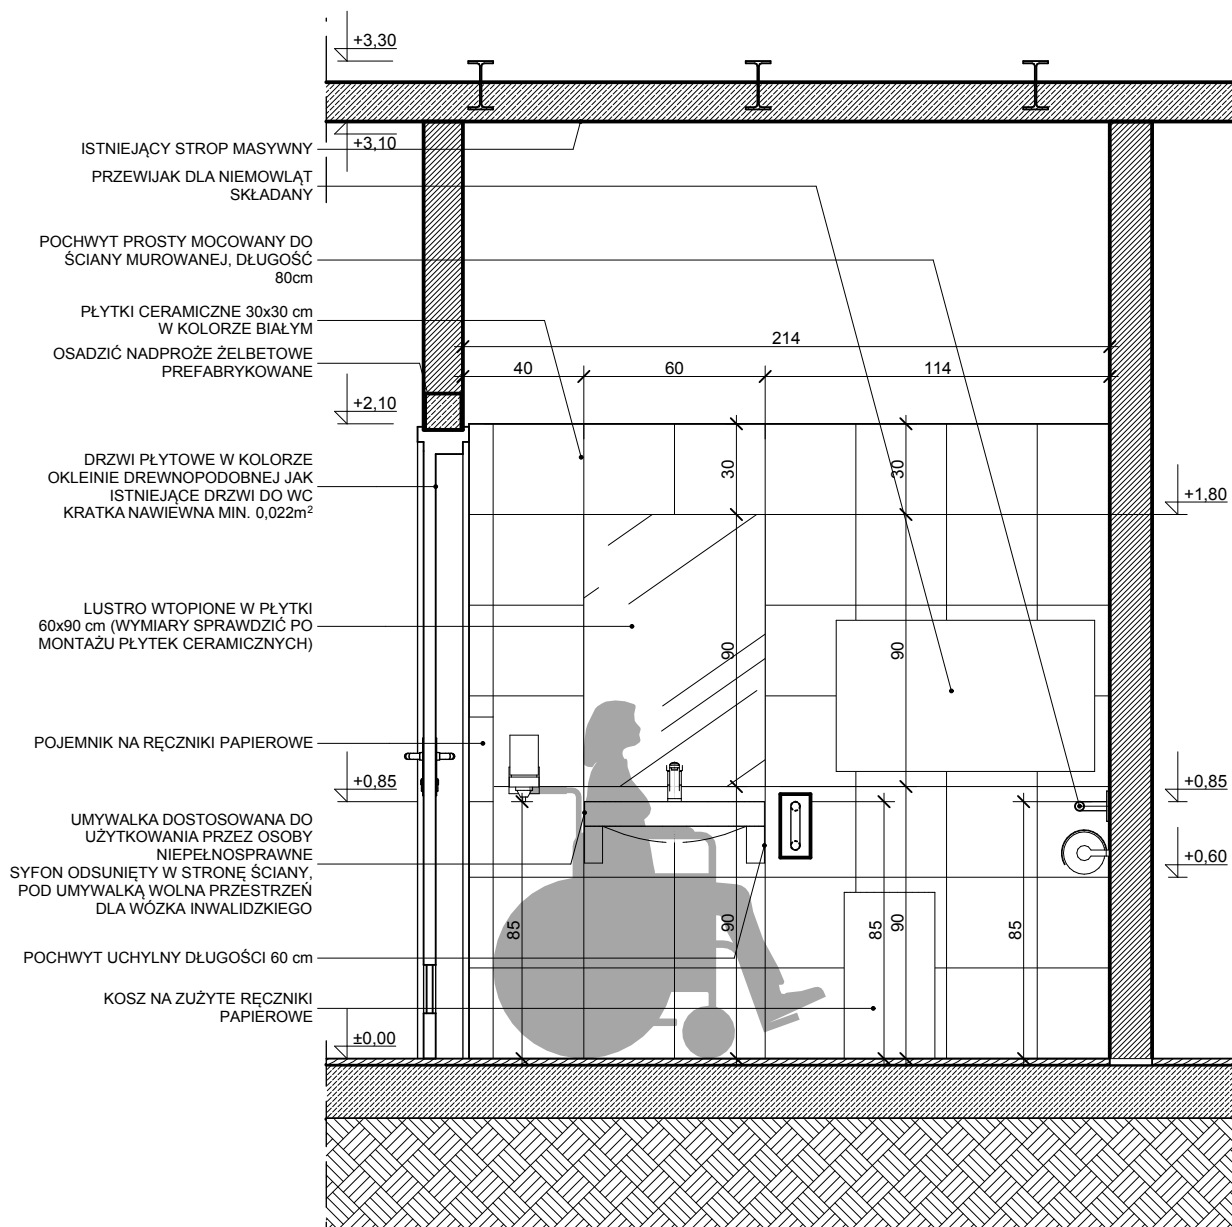 +3,30
+3,10
ISTNIEJĄCY STROP MASYWNY
PRZEWIJAK DLA NIEMOWLĄT
SKŁADANY
POCHWYT PROSTY MOCOWANY DO
ŚCIANY MUROWANEJ, DŁUGOŚĆ
80cm
PŁYTKI CERAMICZNE 30x30 cm
W KOLORZE BIAŁYM
214
OSADZIĆ NADPROŻE ŻELBETOWE
PREFABRYKOWANE
40
60
114
+2,10
DRZWI PŁYTOWE W KOLORZE
OKLEINIE DREWNOPODOBNEJ JAK
ISTNIEJĄCE DRZWI DO WC
KRATKA NAWIEWNA MIN. 0,022m²
30
30
+1,80
LUSTRO WTOPIONE W PŁYTKI
60x90 cm (WYMIARY SPRAWDZIĆ PO
MONTAŻU PŁYTEK CERAMICZNYCH)
90
90
POJEMNIK NA RĘCZNIKI PAPIEROWE
+0,85
+0,85
UMYWALKA DOSTOSOWANA DO
UŻYTKOWANIA PRZEZ OSOBY
NIEPEŁNOSPRAWNE
SYFON ODSUNIĘTY W STRONĘ ŚCIANY,
POD UMYWALKĄ WOLNA PRZESTRZEŃ
DLA WÓZKA INWALIDZKIEGO
+0,60
85
90
85
90
85
POCHWYT UCHYLNY DŁUGOŚCI 60 cm
KOSZ NA ZUŻYTE RĘCZNIKI
PAPIEROWE
±0,00